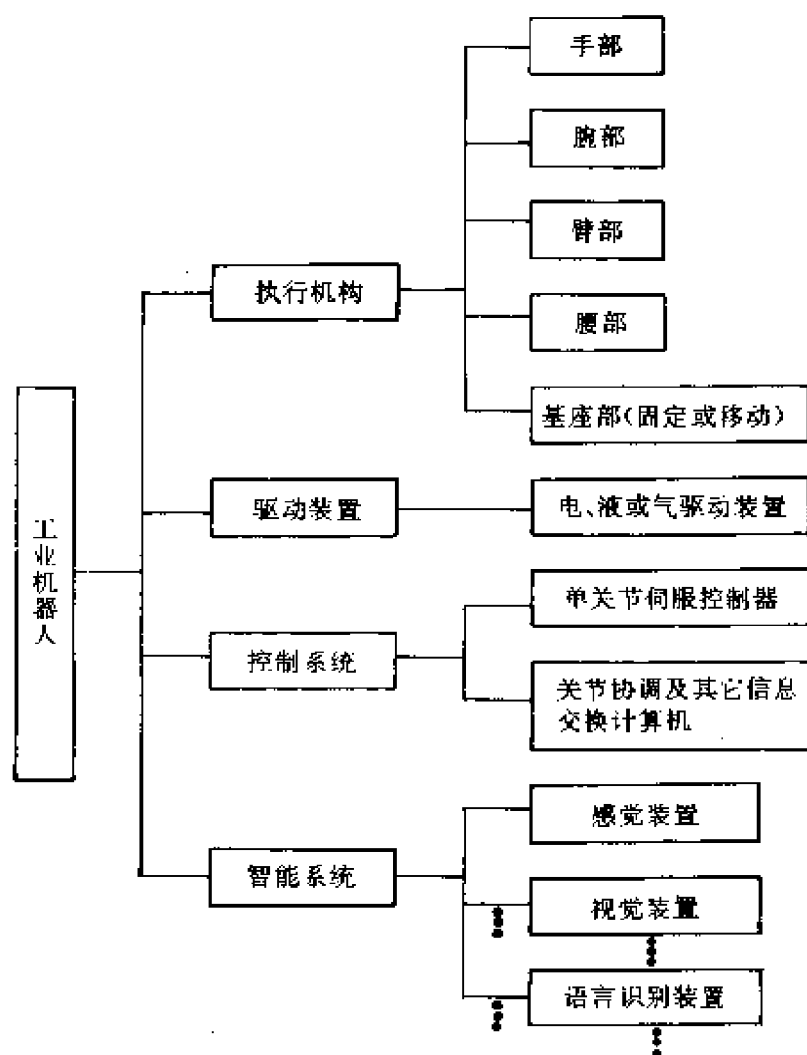 工业机器人
执行机构
手部
腕部
臂部
腰部
基座部(固定或移动)
驱动装置
电、液或气驱动装置
控制系统
单关节伺服控制器
关节协调及其它信息
交换计算机
智能系统
感觉装置
视觉装置
语言识别装置